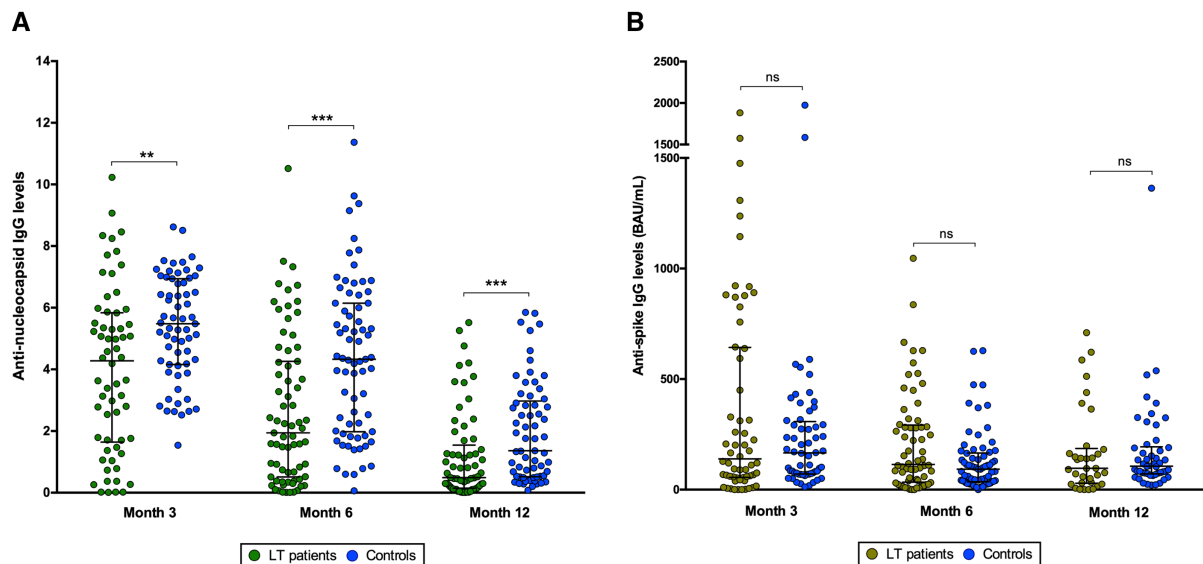 A
Anti-nucleocapsid IgG levels
14
12
10
8
6
4
2
0
**
***
***
Month 3
Month 6
Month 12
LT patients
Controls
B
Anti-spike IgG levels (BAU/mL)
2500
2000
1500
1500
1000
500
0
ns
ns
ns
Month 3
Month 6
Month 12
LT patients
Controls